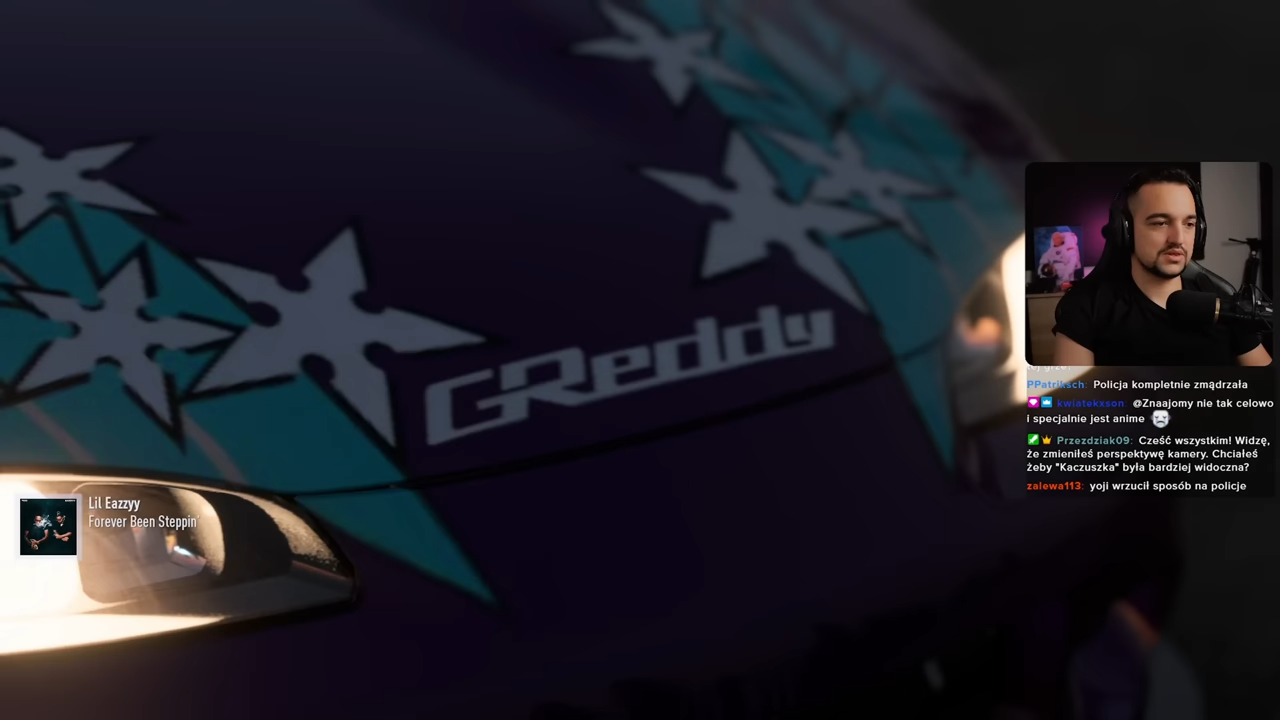 GReddy
Lil Eazzyy
Forever Been Steppin'
PPatriksch: Policja kompletnie zmądrzała
kwiatekxson: @Znaajomy nie tak celowo
i specjalnie jest anime
Przezdziak09: Cześć wszystkim! Widzę,
że zmieniłeś perspektywę kamery. Chciałeś
żeby "Kaczuszka" była bardziej widoczna?
zalewa113: yoji wrzucił sposób na policje